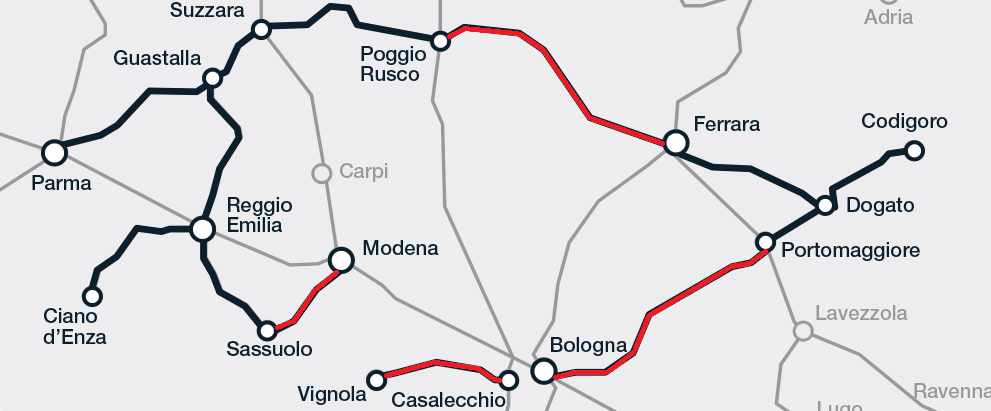 Suzzara
Adria
Guastalla
Poggio
Rusco
Ferrara
Codigoro
Carpi
Parma
Reggio
Emilia
Dogato
Modena
Portomaggiore
Ciano
d'Enza
Lavezzola
Sassuolo
Bologna
Vignola
Casalecchio
Ravenna
Lugo